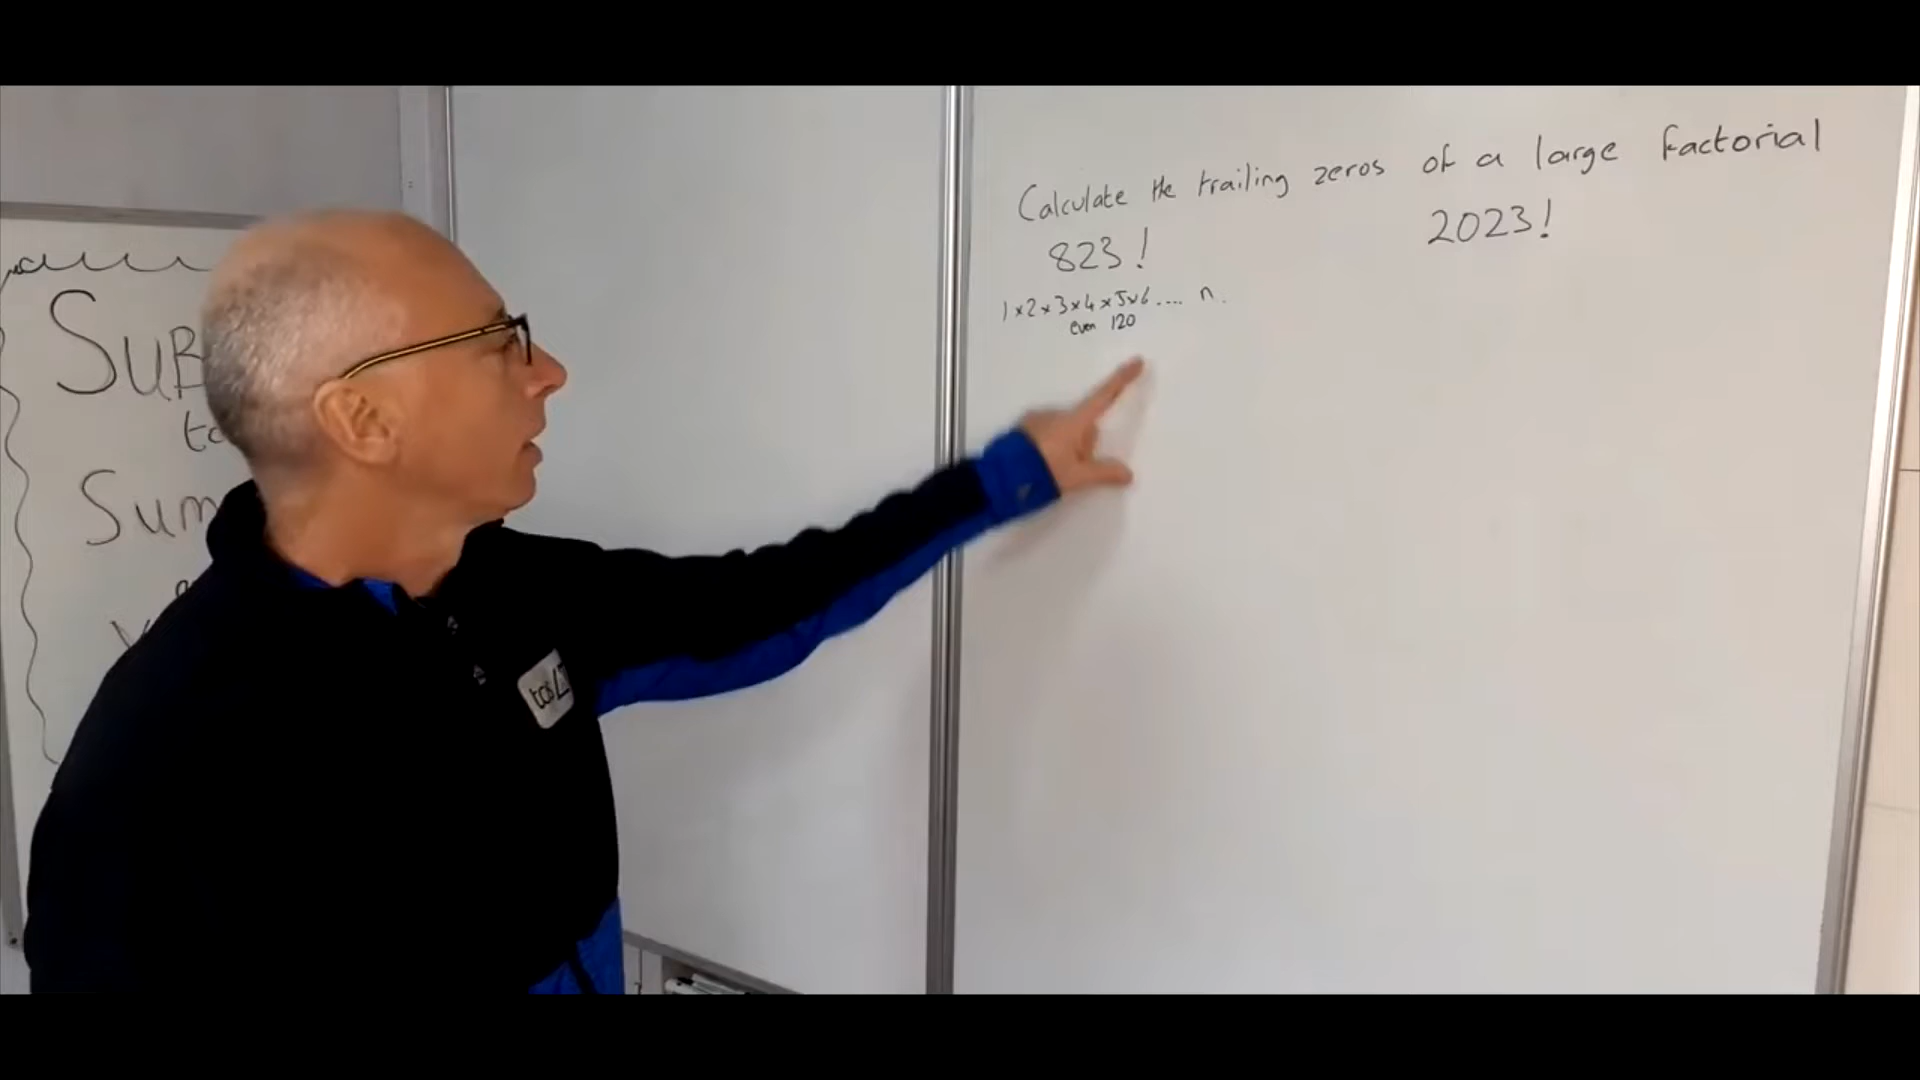 Calculate the trailing zeros of a large factorial
823!
2023!
1x2x3x4x5x6.... n.
even 120
SUB
to
Sum